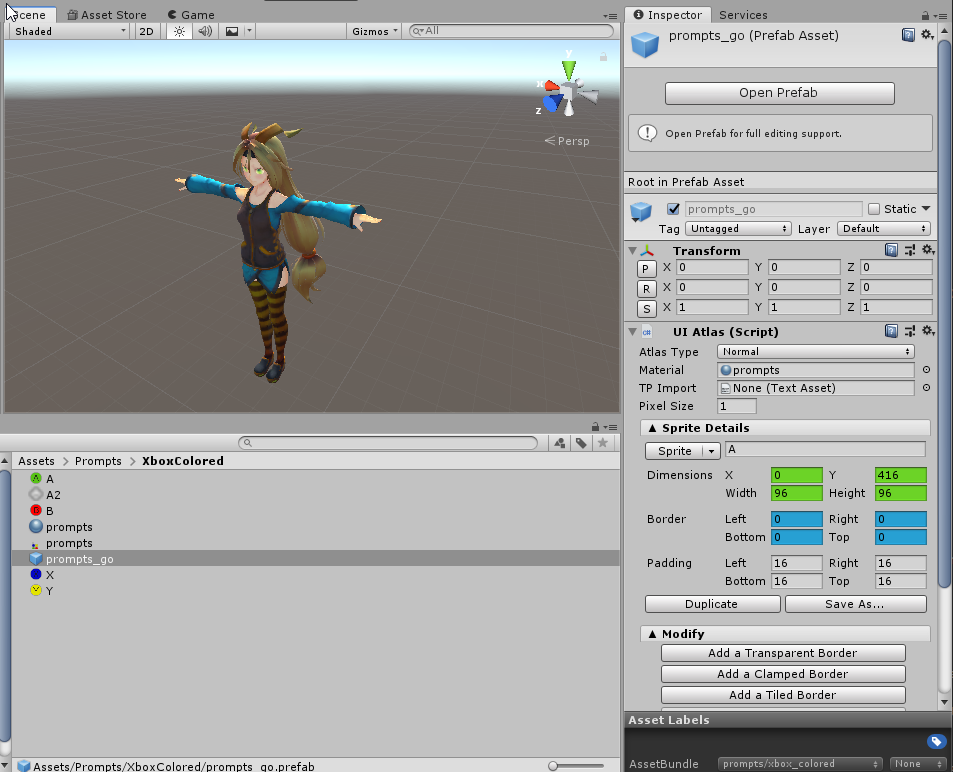 Scene Asset Store Game
Shaded 2D Gizmos All
y
x
z
Persp
Assets Prompts XboxColored
A
A2
B
prompts
prompts
prompts_go
X
Y
Assets/Prompts/XboxColored/prompts_go.prefab
Inspector Services
prompts_go (Prefab Asset)
Open Prefab
Open Prefab for full editing support.
Root in Prefab Asset
prompts_go Static
Tag Untagged Layer Default
Transform
P X 0 Y 0 Z 0
R X 0 Y 0 Z 0
S X 1 Y 1 Z 1
UI Atlas (Script)
Atlas Type Normal
Material prompts
TP Import None (Text Asset)
Pixel Size 1
▲ Sprite Details
Sprite A
Dimensions X 0 Y 416
Width 96 Height 96
Border Left 0 Right 0
Bottom 0 Top 0
Padding Left 16 Right 16
Bottom 16 Top 16
Duplicate Save As...
▲ Modify
Add a Transparent Border
Add a Clamped Border
Add a Tiled Border
Asset Labels
AssetBundle prompts/xbox_colored None